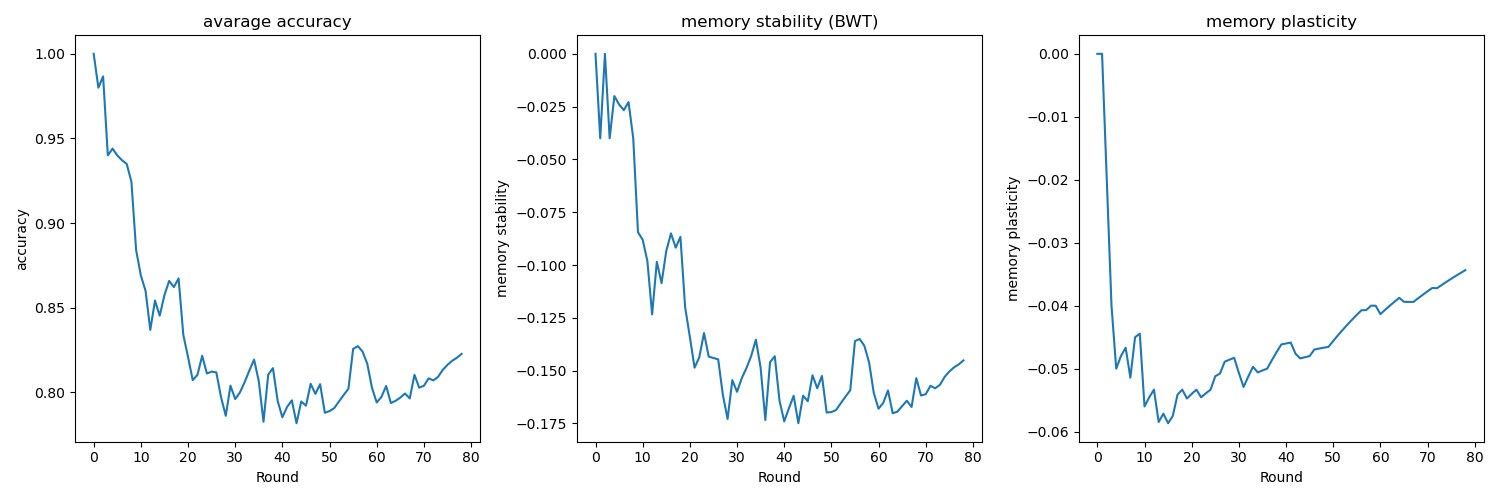 avarage accuracy
accuracy
1.00
0.95
0.90
0.85
0.80
0 10 20 30 40 50 60 70 80
Round
memory stability (BWT)
memory stability
0.000
−0.025
−0.050
−0.075
−0.100
−0.125
−0.150
−0.175
0 10 20 30 40 50 60 70 80
Round
memory plasticity
memory plasticity
0.00
−0.01
−0.02
−0.03
−0.04
−0.05
−0.06
0 10 20 30 40 50 60 70 80
Round